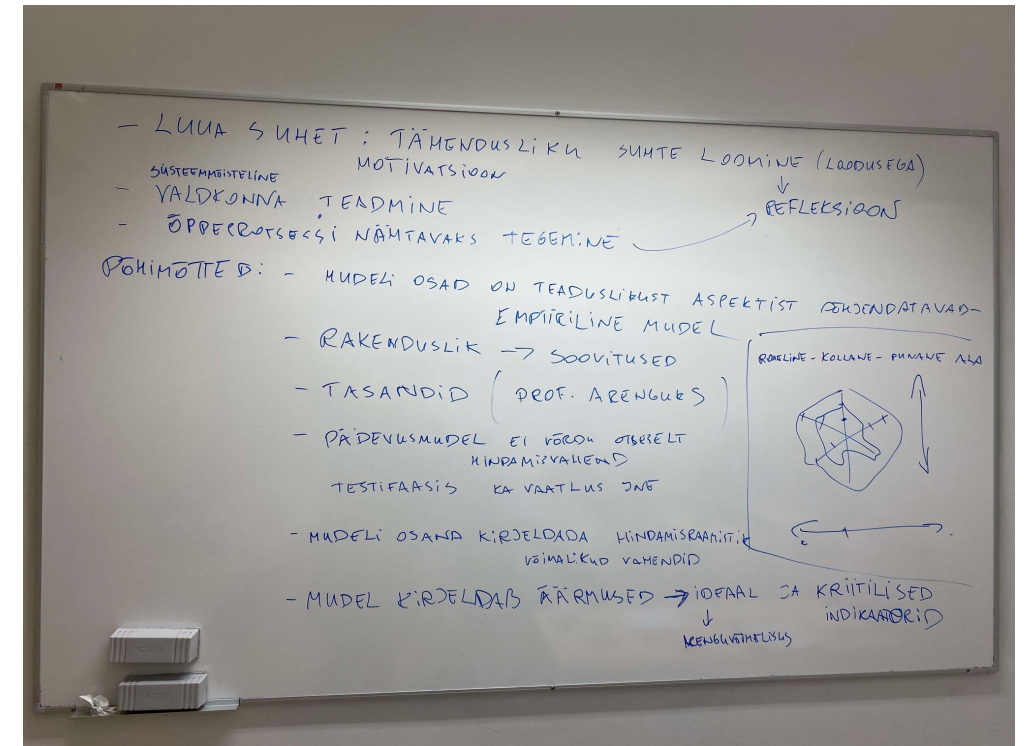 - LUUA SUHET: TÄHENDUSLIKU SUHTE LOOMINE (LOODUSEGA)
MOTIVATSIOON
↓
REFLEKSIOON
SÜSTEEMMÕISTELINE
- VALDKONNA TEADMINE
- ÕPPEPROTSESSI NÄHTAVAKS TEGEMINE
PÕHIMÕTTED: - MUDELI OSAD ON TEADUSLIKUST ASPEKTIST PÕHJENDATAVAD -
EMPIIRILINE MUDEL
- RAKENDUSLIK → SOOVITUSED
- TASANDID (PROF. ARENGUKS)
- PÄDEVUSMUDEL EI VÕRDU OTSESELT
HINDAMISVAHEND
TESTIFAASIS KA VAATLUS JNE
ROHELINE - KOLLANE - PUNANE ALA
- MUDELI OSANA KIRJELDADA HINDAMISRAAMISTIK
VÕIMALIKUD VAHENDID
- MUDEL KIRJELDAB ÄÄRMUSED → IDEAAL JA KRIITILISED
INDIKAATORID
↓
ARENGUVÕIMELISUS